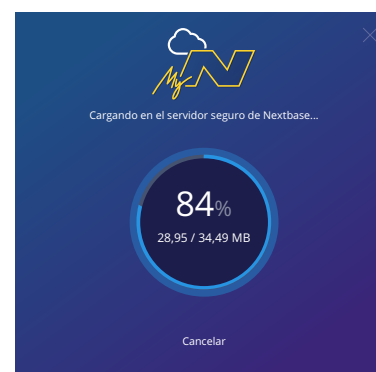 MyN
Cargando en el servidor seguro de Nextbase...
84%
28,95 / 34,49 MB
Cancelar